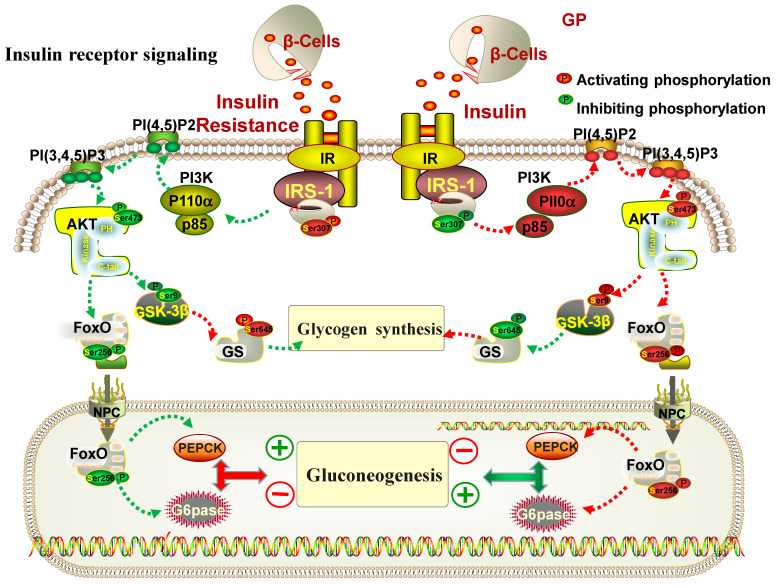 GP
β-Cells
β-Cells
Insulin receptor signaling
P Activating phosphorylation
P Inhibiting phosphorylation
Insulin
Resistance
Insulin
PI(4,5)P2
PI(4,5)P2
PI(3,4,5)P3
PI(3,4,5)P3
IR
IR
PI3K
IRS-1
IRS-1
PI3K
P110α
p85
PII0α
p85
P
Ser307
P
Ser307
P
Ser473
AKT
PH
Kinase
C-tail
P
Ser473
AKT
PH
Kinase
C-tail
P
Ser9
GSK-3β
P
Ser9
GSK-3β
P
Ser645
GS
Glycogen synthesis
P
Ser645
GS
FoxO
Ser256
P
FoxO
Ser256
P
NPC
NPC
FoxO
Ser256
P
PEPCK
Gluconeogenesis
PEPCK
FoxO
Ser256
P
G6pase
G6pase